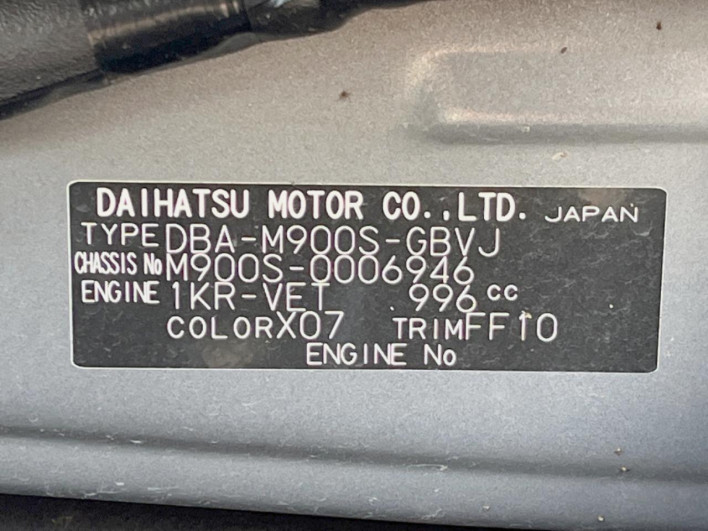 DAIHATSU MOTOR CO.,LTD. JAPAN
TYPE DBA-M900S-GBVJ
CHASSIS No M900S-0006946
ENGINE 1KR-VET 996 cc
COLOR X07 TRIM FF10
ENGINE No